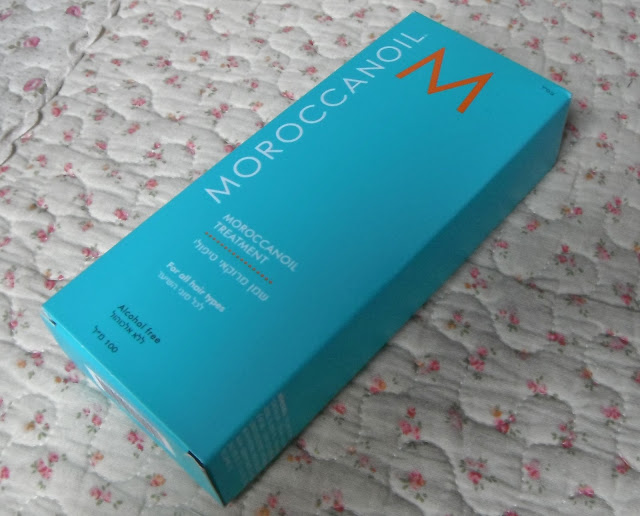 MOROCCANOIL
M
MOROCCANOIL
TREATMENT
שמן מרוקאי טיפולי
For all hair types
לכל סוגי השיער
Alcohol free
ללא אלכוהול
100 מ"ל